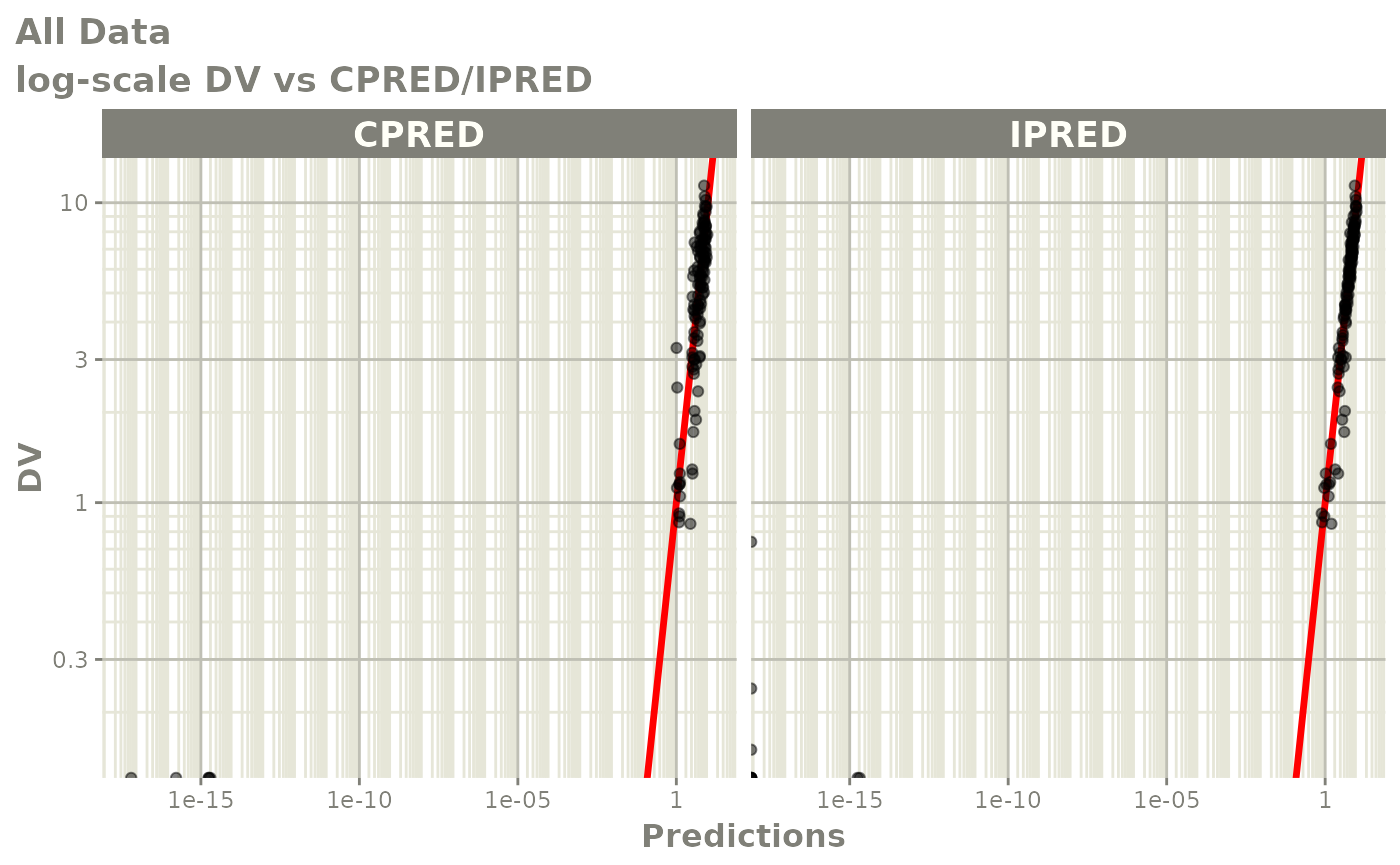 All Data
log-scale DV vs CPRED/IPRED
CPRED
IPRED
DV
10
3
1
0.3
1e-15
1e-10
1e-05
1
1e-15
1e-10
1e-05
1
Predictions